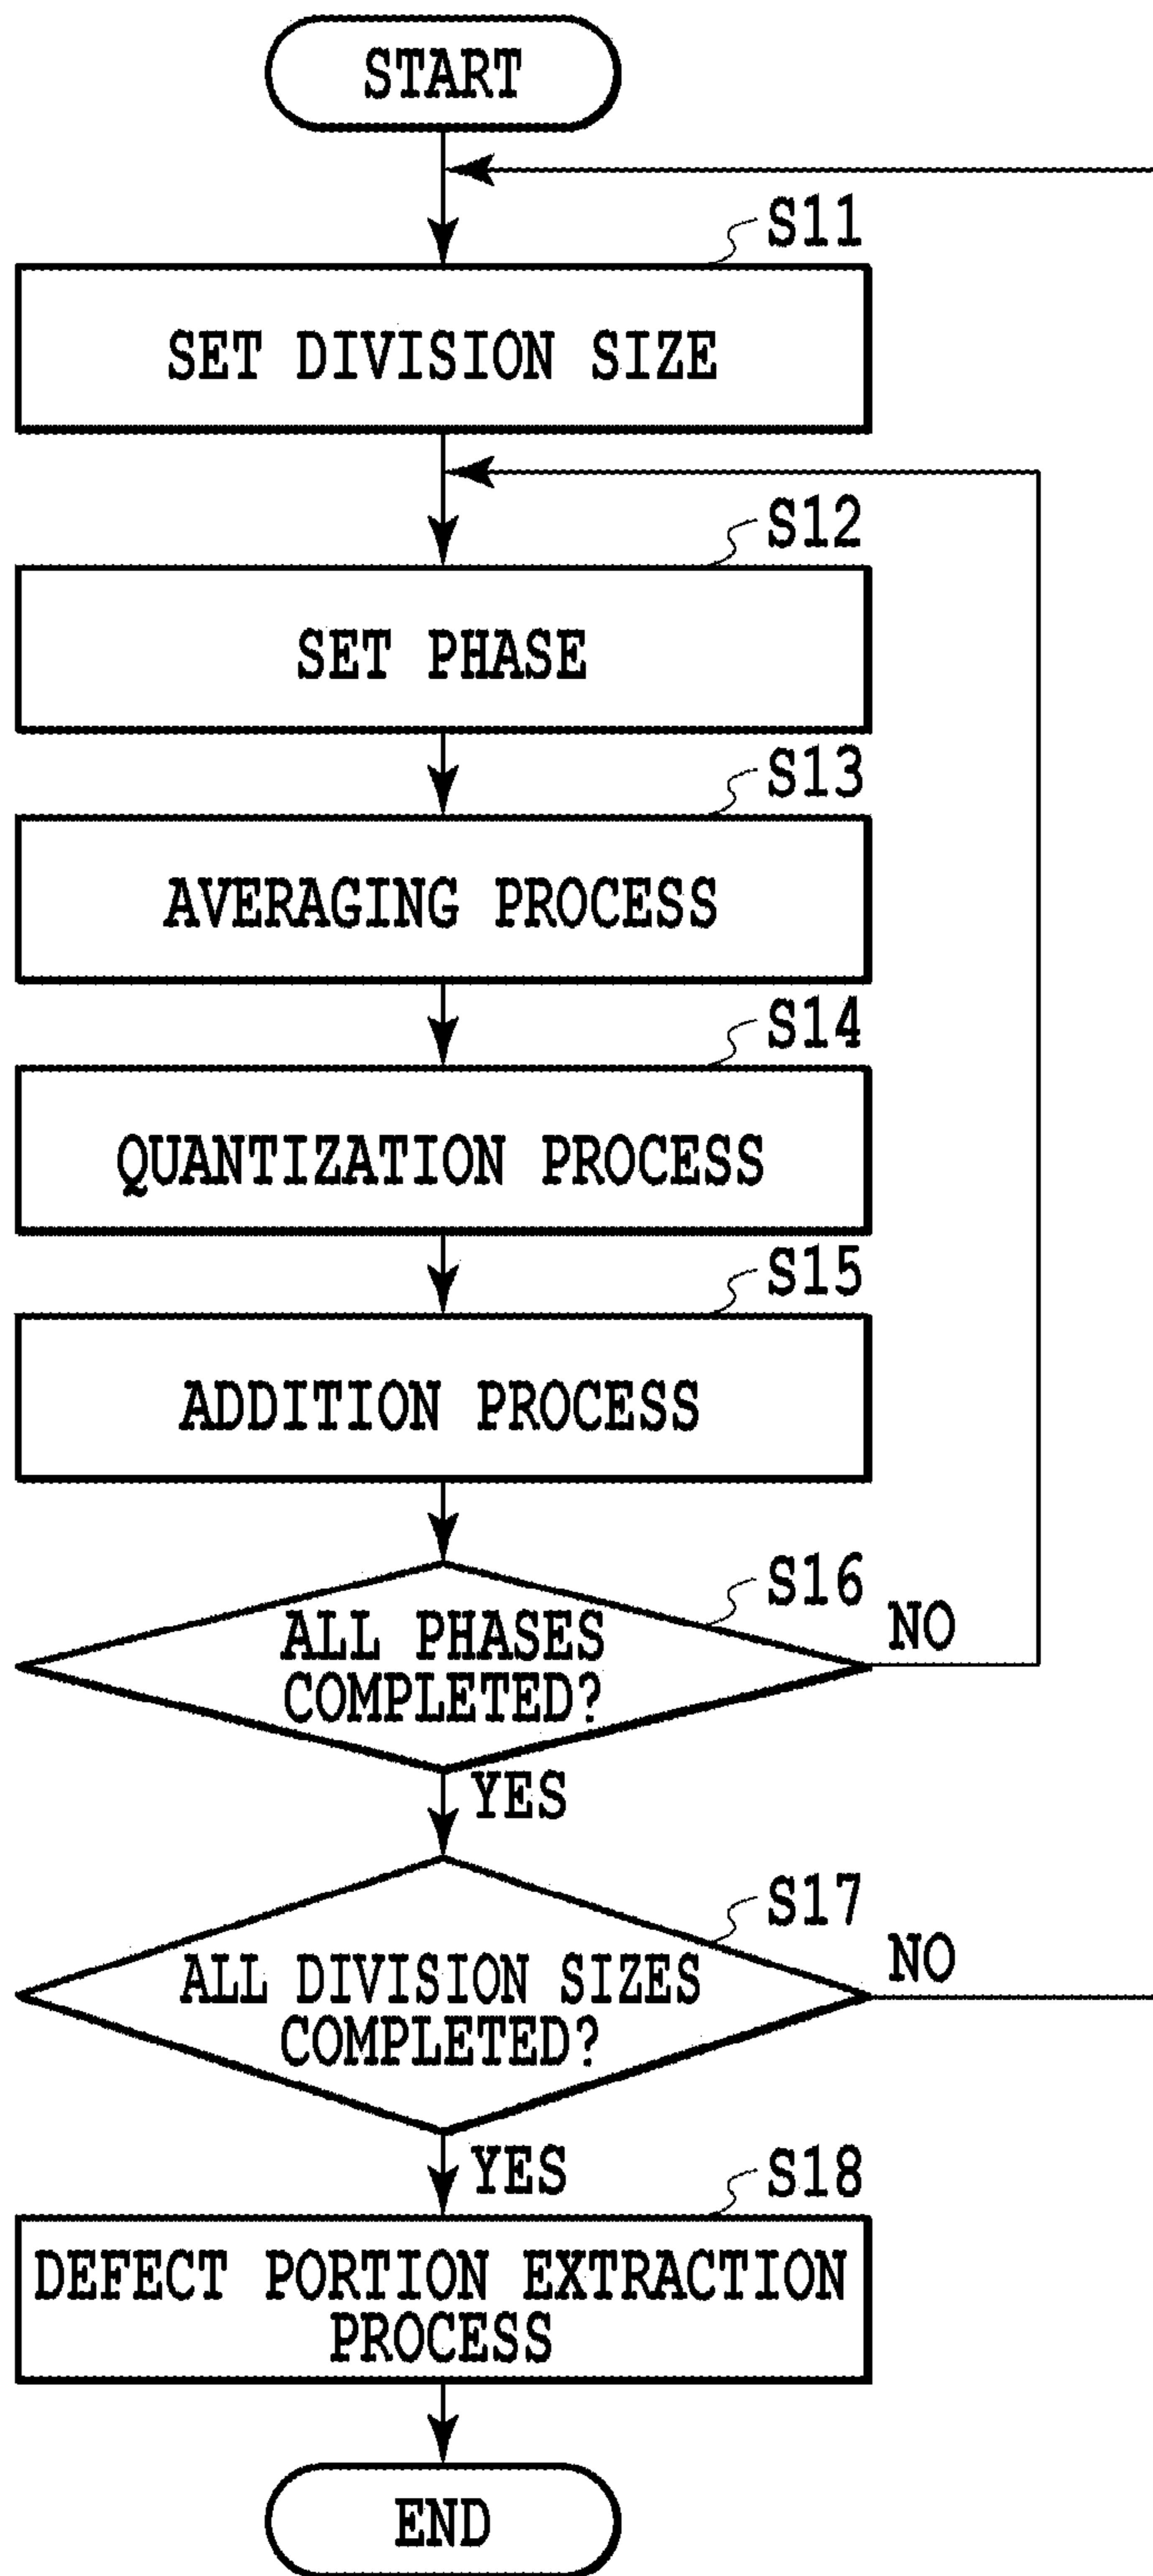 START
S11
SET DIVISION SIZE
S12
SET PHASE
S13
AVERAGING PROCESS
S14
QUANTIZATION PROCESS
S15
ADDITION PROCESS
S16
ALL PHASES
COMPLETED?
NO
YES
S17
ALL DIVISION SIZES
COMPLETED?
NO
YES
S18
DEFECT PORTION EXTRACTION
PROCESS
END